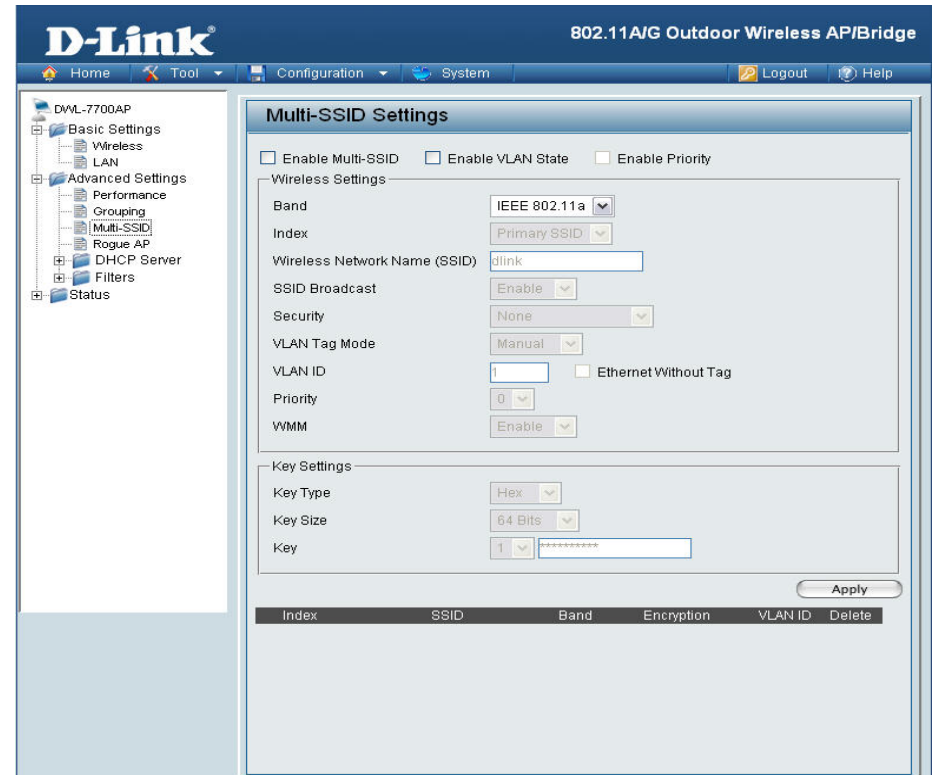 D-Link®
802.11A/G Outdoor Wireless AP/Bridge
Home Tool Configuration System Logout Help
DWL-7700AP
Basic Settings
Wireless
LAN
Advanced Settings
Performance
Grouping
Multi-SSID
Rogue AP
DHCP Server
Filters
Status
Multi-SSID Settings
Enable Multi-SSID Enable VLAN State Enable Priority
Wireless Settings
Band IEEE 802.11a
Index Primary SSID
Wireless Network Name (SSID) dlink
SSID Broadcast Enable
Security None
VLAN Tag Mode Manual
VLAN ID 1 Ethernet Without Tag
Priority 0
WMM Enable
Key Settings
Key Type Hex
Key Size 64 Bits
Key 1 **********
Apply
Index SSID Band Encryption VLAN ID Delete